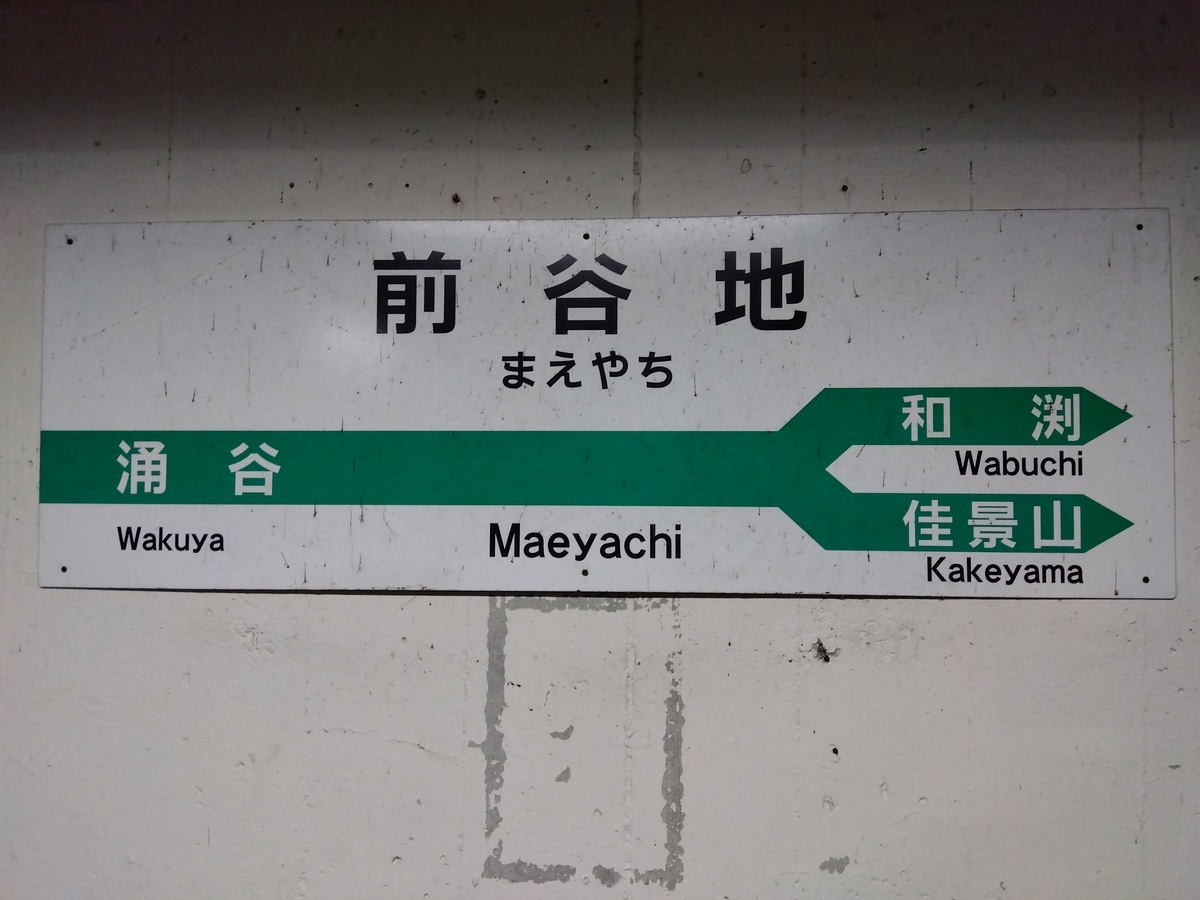 前谷地
まえやち
涌谷
Wakuya
Maeyachi
和渕
Wabuchi
佳景山
Kakeyama